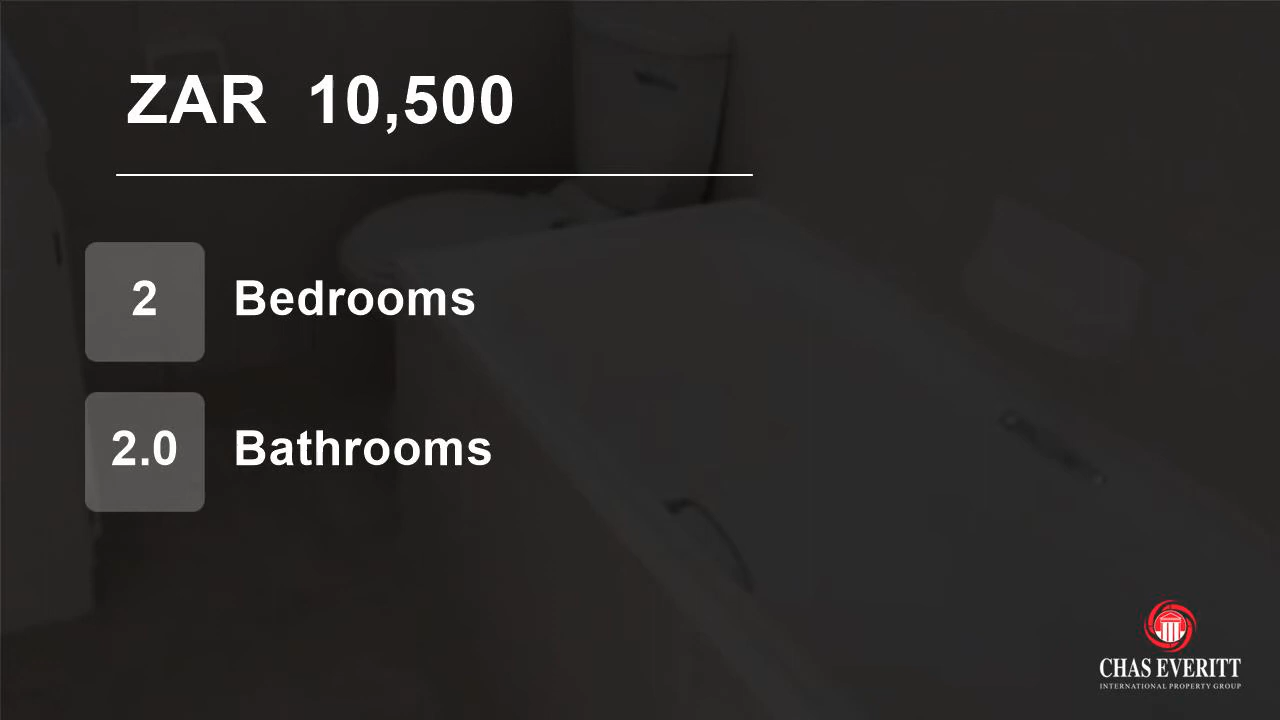 ZAR 10,500
2 Bedrooms
2.0 Bathrooms
CHAS EVERITT
INTERNATIONAL PROPERTY GROUP